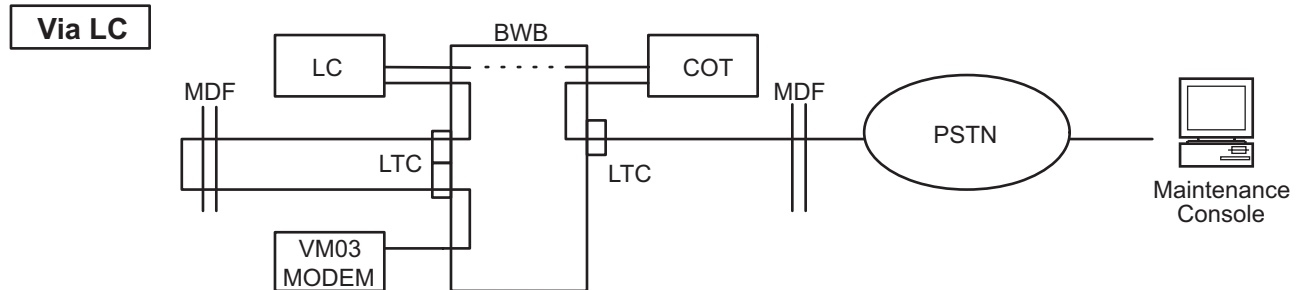 Via LC
BWB
LC
COT
MDF
MDF
PSTN
LTC
LTC
Maintenance
Console
VM03
MODEM